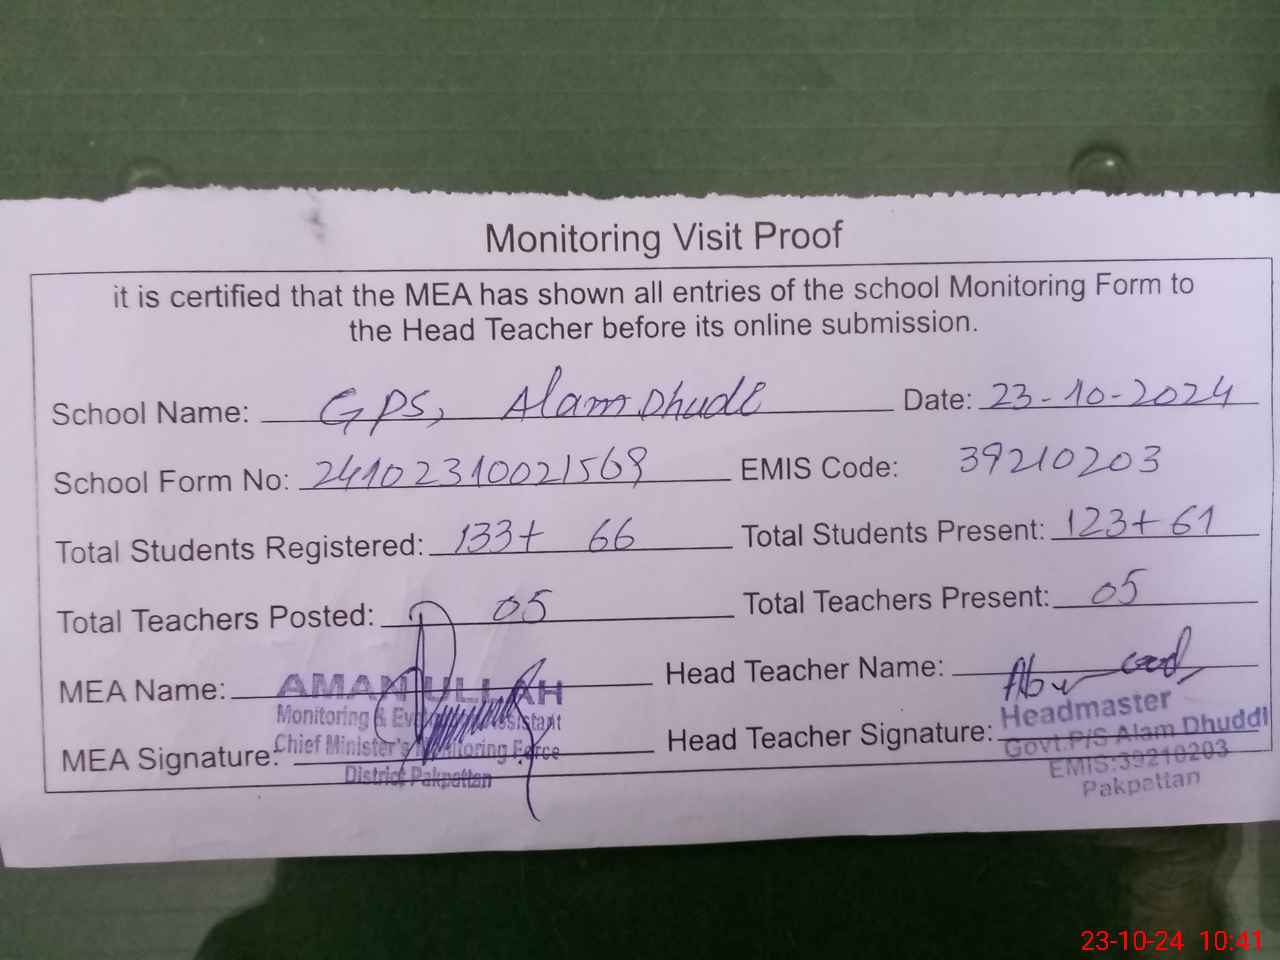 Monitoring Visit Proof
it is certified that the MEA has shown all entries of the school Monitoring Form to
the Head Teacher before its online submission.
School Name: GPS, Alam Dhudi Date: 23-10-2024
School Form No: 24102310021569 EMIS Code: 39210203
Total Students Registered: 133+ 66 Total Students Present: 123+ 61
Total Teachers Posted: 05 Total Teachers Present: 05
MEA Name: AMAN ULLAH Head Teacher Name:
Monitoring & Assistant Headmaster
MEA Signature: Chief Minister's Monitoring Force Head Teacher Signature: Govt.P/S Alam Dhuddi
District Pakpattan EMIS:39210203
Pakpattan
23-10-24 10:41